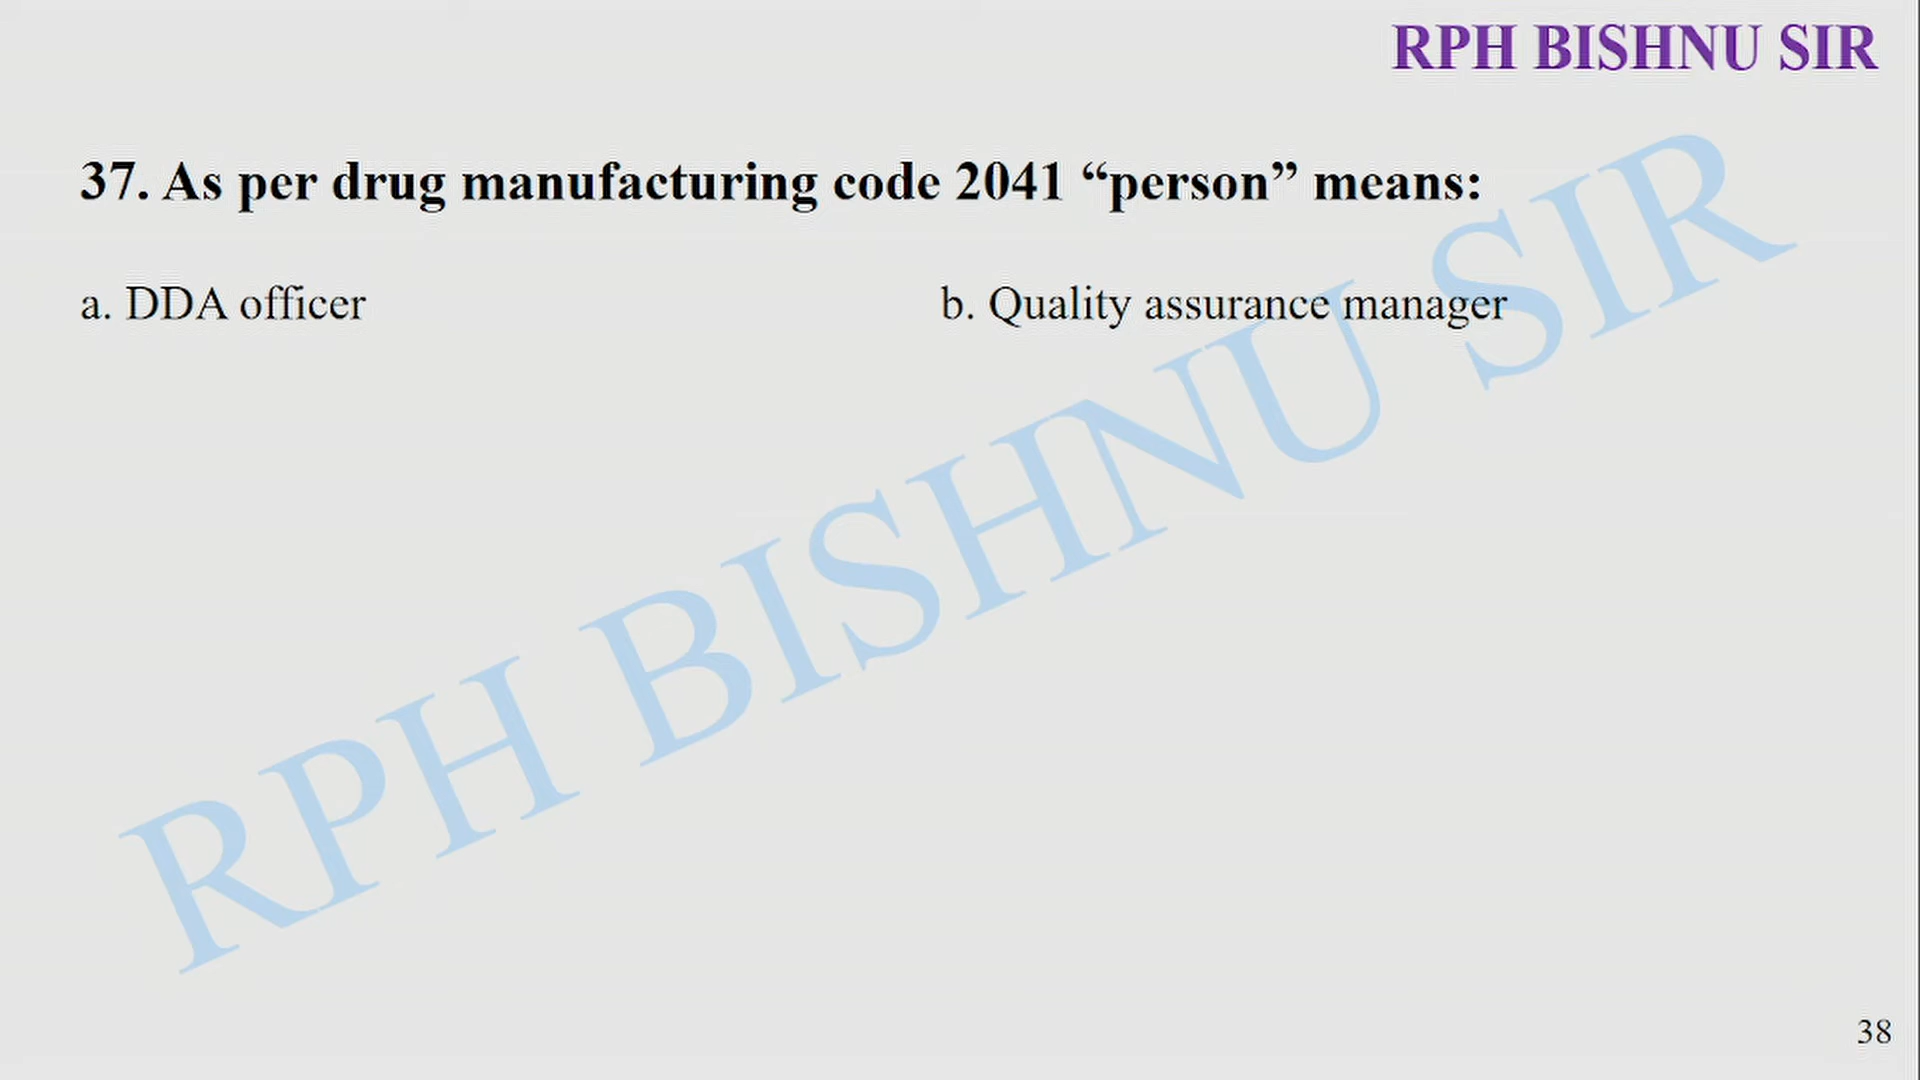 RPH BISHNU SIR
37. As per drug manufacturing code 2041 “person” means:
a. DDA officer b. Quality assurance manager
RPH BISHNU SIR
38